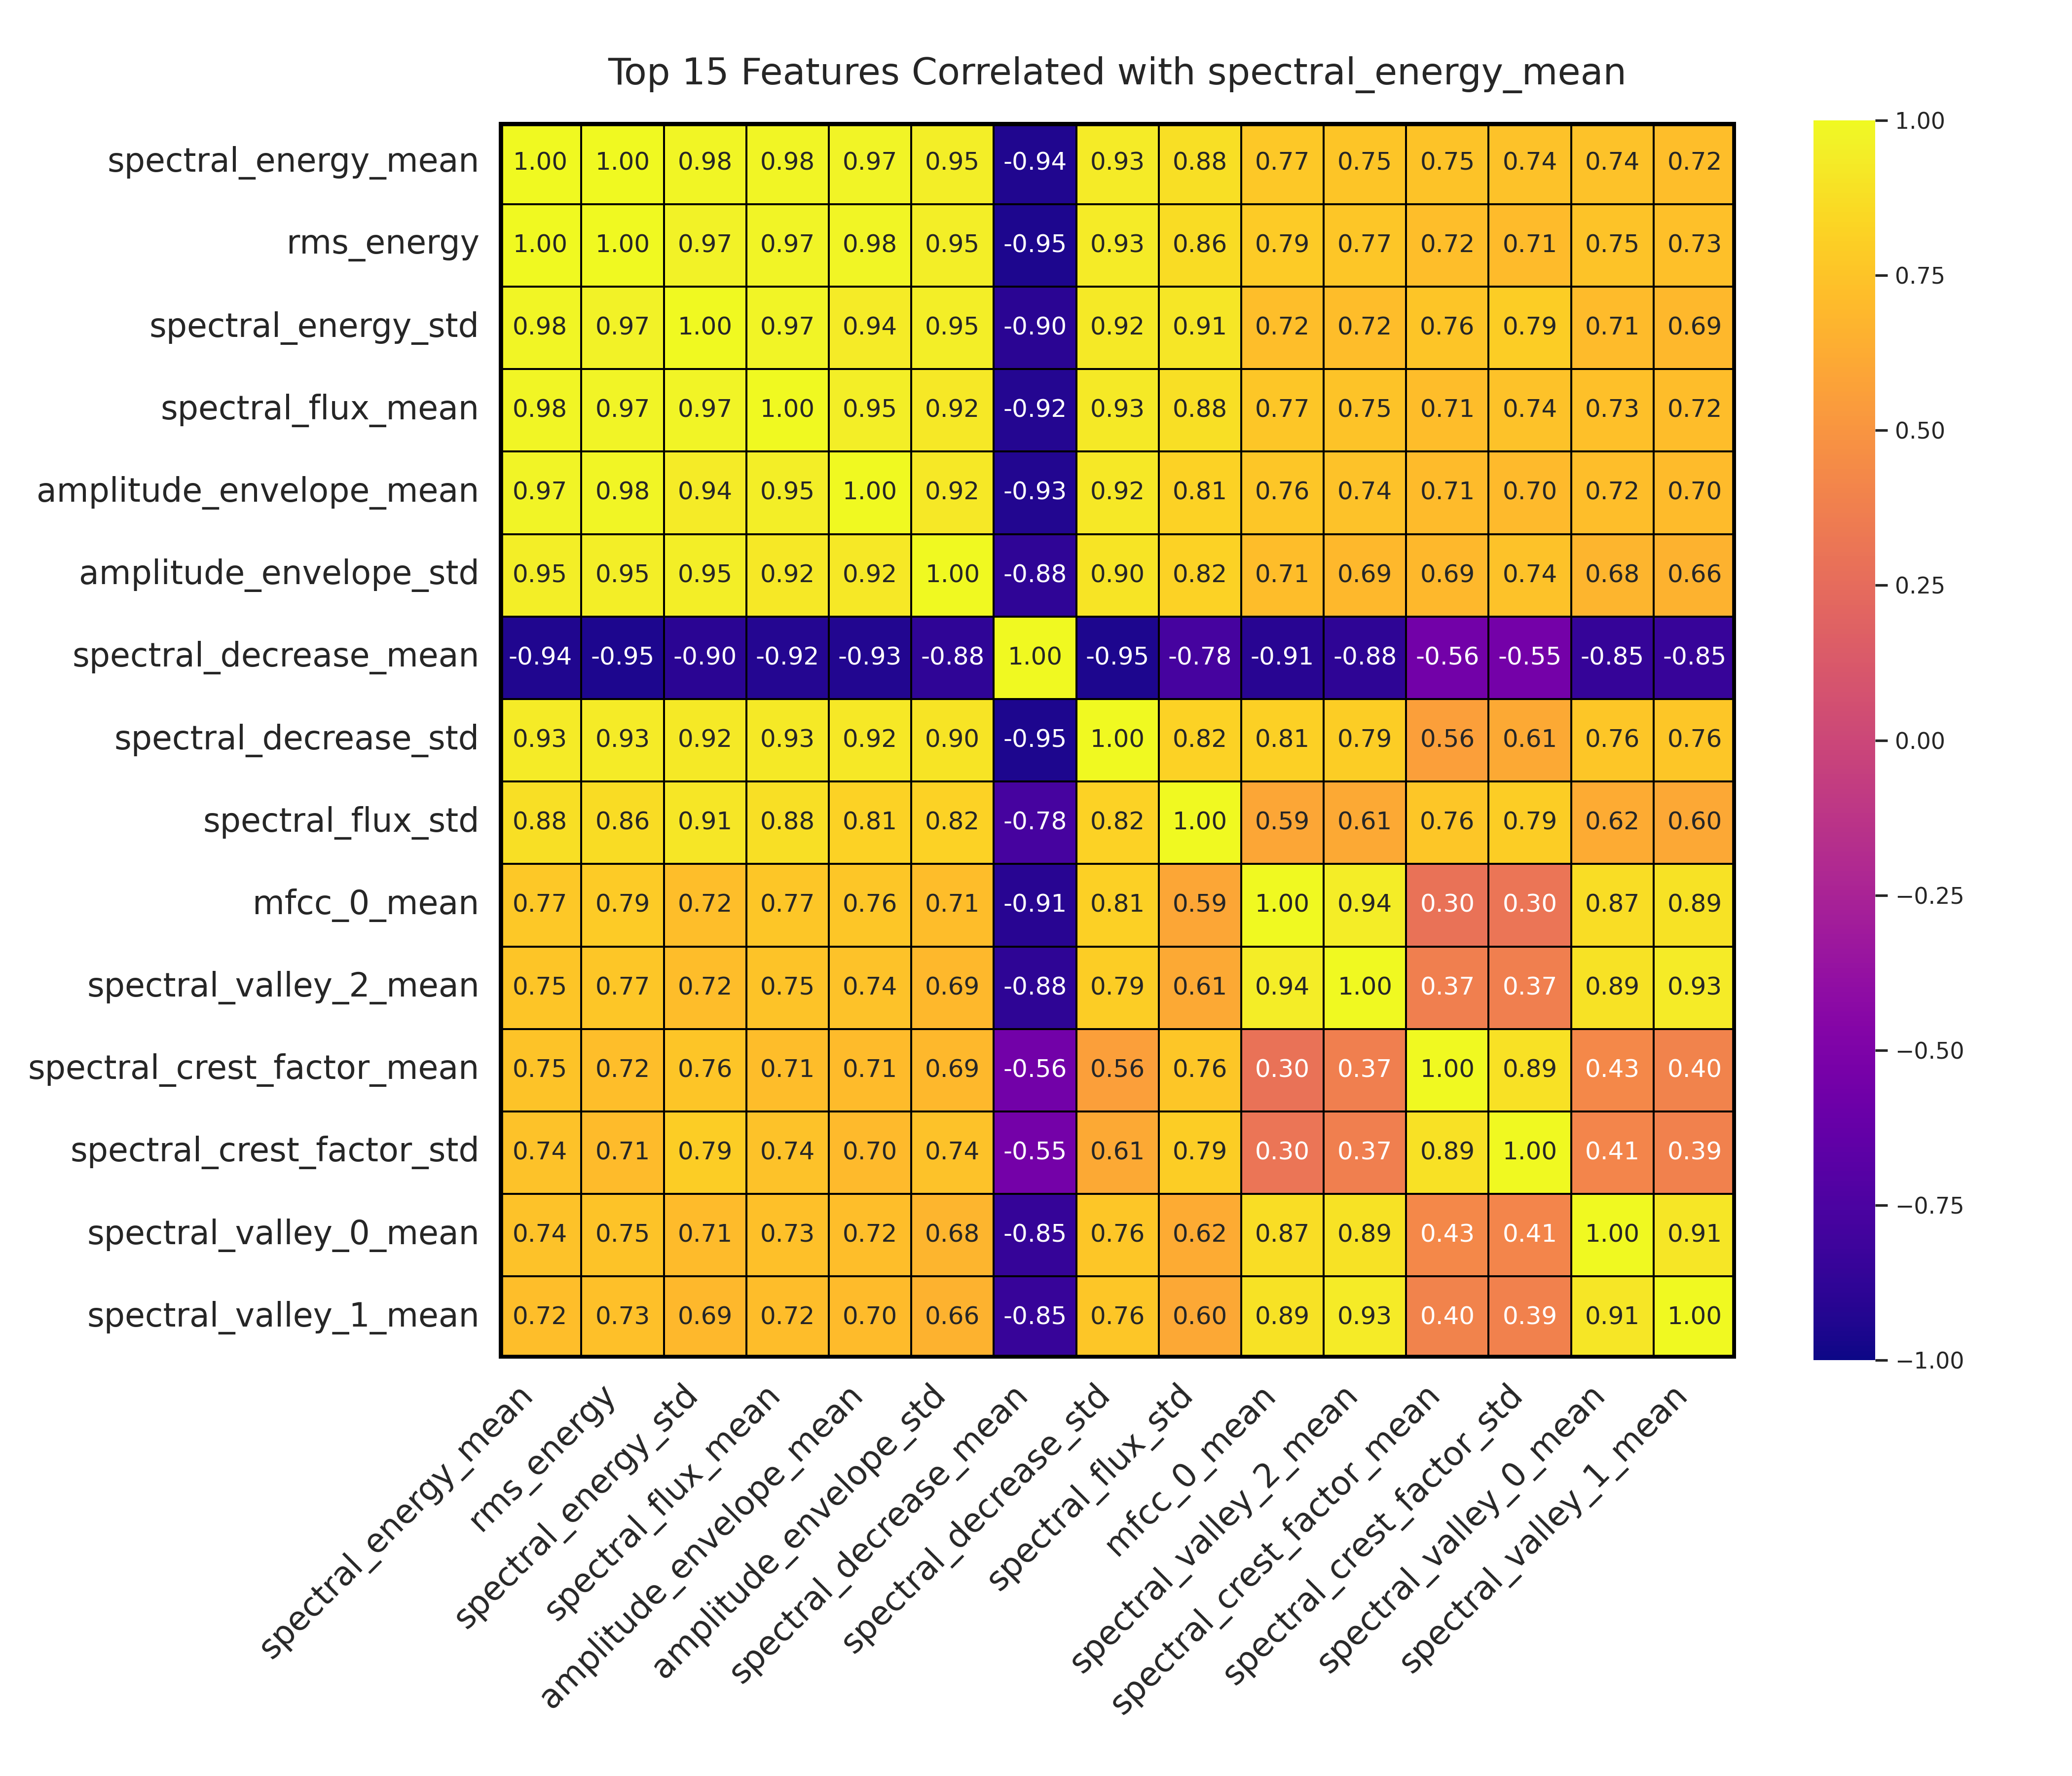 Top 15 Features Correlated with spectral_energy_mean
spectral_energy_mean 1.00 1.00 0.98 0.98 0.97 0.95 -0.94 0.93 0.88 0.77 0.75 0.75 0.74 0.74 0.72
rms_energy 1.00 1.00 0.97 0.97 0.98 0.95 -0.95 0.93 0.86 0.79 0.77 0.72 0.71 0.75 0.73
spectral_energy_std 0.98 0.97 1.00 0.97 0.94 0.95 -0.90 0.92 0.91 0.72 0.72 0.76 0.79 0.71 0.69
spectral_flux_mean 0.98 0.97 0.97 1.00 0.95 0.92 -0.92 0.93 0.88 0.77 0.75 0.71 0.74 0.73 0.72
amplitude_envelope_mean 0.97 0.98 0.94 0.95 1.00 0.92 -0.93 0.92 0.81 0.76 0.74 0.71 0.70 0.72 0.70
amplitude_envelope_std 0.95 0.95 0.95 0.92 0.92 1.00 -0.88 0.90 0.82 0.71 0.69 0.69 0.74 0.68 0.66
spectral_decrease_mean -0.94 -0.95 -0.90 -0.92 -0.93 -0.88 1.00 -0.95 -0.78 -0.91 -0.88 -0.56 -0.55 -0.85 -0.85
spectral_decrease_std 0.93 0.93 0.92 0.93 0.92 0.90 -0.95 1.00 0.82 0.81 0.79 0.56 0.61 0.76 0.76
spectral_flux_std 0.88 0.86 0.91 0.88 0.81 0.82 -0.78 0.82 1.00 0.59 0.61 0.76 0.79 0.62 0.60
mfcc_0_mean 0.77 0.79 0.72 0.77 0.76 0.71 -0.91 0.81 0.59 1.00 0.94 0.30 0.30 0.87 0.89
spectral_valley_2_mean 0.75 0.77 0.72 0.75 0.74 0.69 -0.88 0.79 0.61 0.94 1.00 0.37 0.37 0.89 0.93
spectral_crest_factor_mean 0.75 0.72 0.76 0.71 0.71 0.69 -0.56 0.56 0.76 0.30 0.37 1.00 0.89 0.43 0.40
spectral_crest_factor_std 0.74 0.71 0.79 0.74 0.70 0.74 -0.55 0.61 0.79 0.30 0.37 0.89 1.00 0.41 0.39
spectral_valley_0_mean 0.74 0.75 0.71 0.73 0.72 0.68 -0.85 0.76 0.62 0.87 0.89 0.43 0.41 1.00 0.91
spectral_valley_1_mean 0.72 0.73 0.69 0.72 0.70 0.66 -0.85 0.76 0.60 0.89 0.93 0.40 0.39 0.91 1.00
spectral_energy_mean
rms_energy
spectral_energy_std
spectral_flux_mean
amplitude_envelope_mean
amplitude_envelope_std
spectral_decrease_mean
spectral_decrease_std
spectral_flux_std
mfcc_0_mean
spectral_valley_2_mean
spectral_crest_factor_mean
spectral_crest_factor_std
spectral_valley_0_mean
spectral_valley_1_mean
1.00
0.75
0.50
0.25
0.00
−0.25
−0.50
−0.75
−1.00